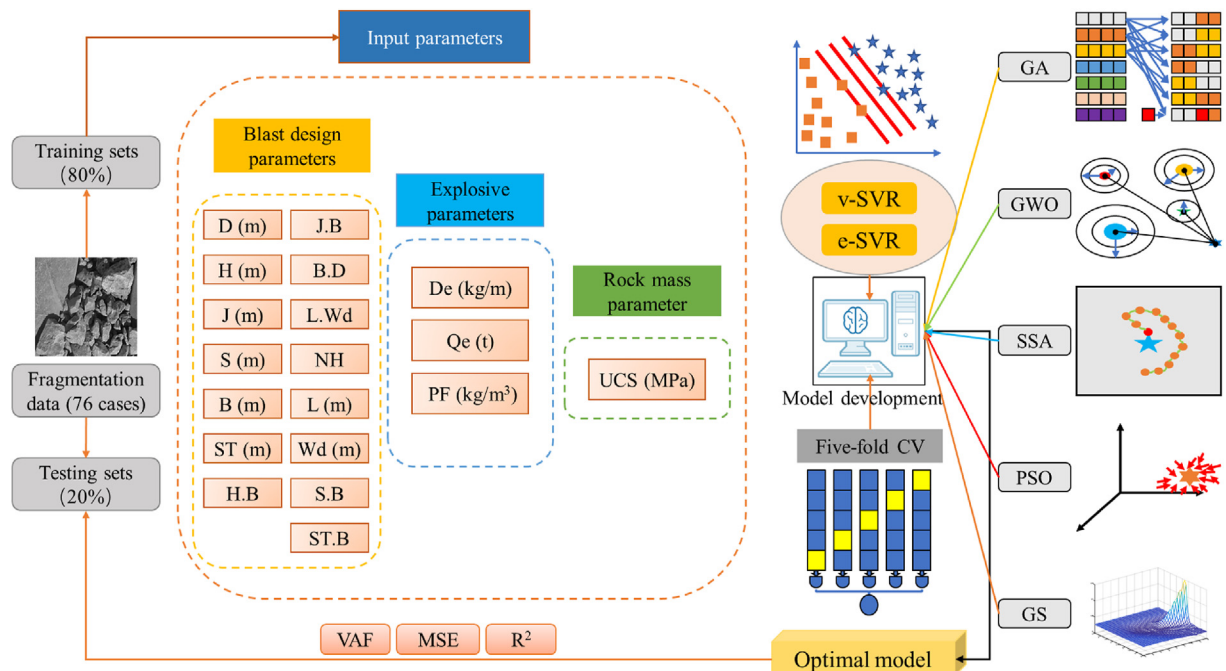 Input parameters
Training sets
(80%)
Fragmentation
data (76 cases)
Testing sets
(20%)
Blast design
parameters
D (m)
J.B
H (m)
B.D
J (m)
L.Wd
S (m)
NH
B (m)
L (m)
ST (m)
Wd (m)
H.B
S.B
ST.B
Explosive
parameters
De (kg/m)
Qe (t)
PF (kg/m³)
Rock mass
parameter
UCS (MPa)
v-SVR
e-SVR
Model development
Five-fold CV
GA
GWO
SSA
PSO
GS
VAF
MSE
R²
Optimal model